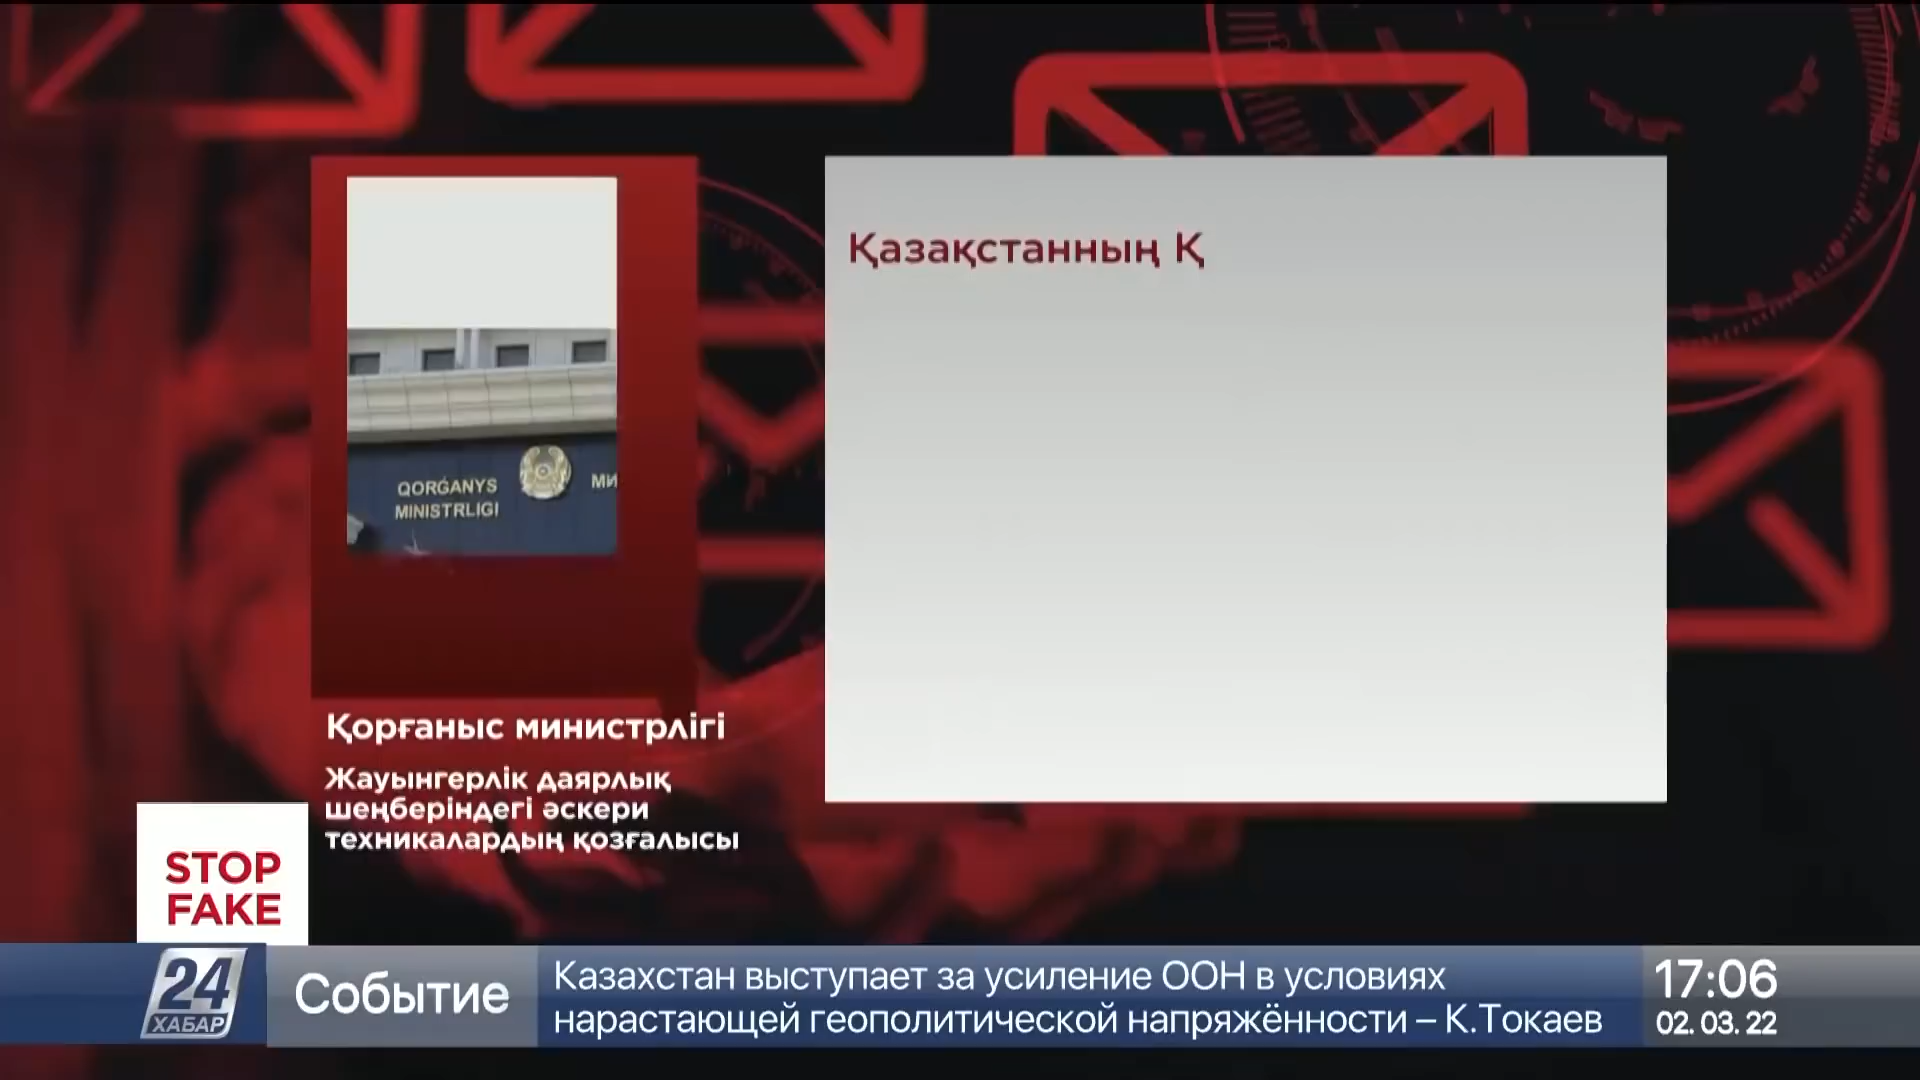 Қазақстанның Қ
QORǴANYS
MINISTRLIGI
МИ
Қорғаныс министрлігі
Жауынгерлік даярлық
шеңберіндегі әскери
техникалардың қозғалысы
STOP
FAKE
24
ХАБАР
Событие
Казахстан выступает за усиление ООН в условиях
нарастающей геополитической напряжённости – К.Токаев
17:06
02. 03. 22